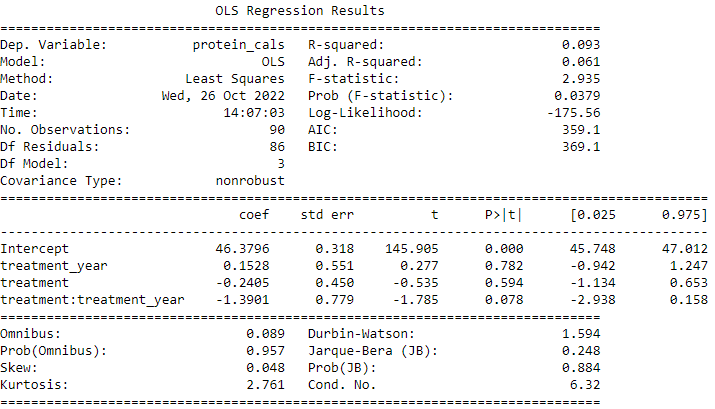 OLS Regression Results
==============================================================================
Dep. Variable:          protein_cals   R-squared:                       0.093
Model:                           OLS   Adj. R-squared:                  0.061
Method:                Least Squares   F-statistic:                     2.935
Date:               Wed, 26 Oct 2022   Prob (F-statistic):             0.0379
Time:                       14:07:03   Log-Likelihood:                -175.56
No. Observations:                 90   AIC:                             359.1
Df Residuals:                     86   BIC:                             369.1
Df Model:                          3
Covariance Type:           nonrobust
==============================================================================
coef    std err          t      P>|t|      [0.025      0.975]
------------------------------------------------------------------------------
Intercept                  46.3796      0.318    145.905      0.000      45.748      47.012
treatment_year              0.1528      0.551      0.277      0.782      -0.942       1.247
treatment                  -0.2405      0.450     -0.535      0.594      -1.134       0.653
treatment:treatment_year   -1.3901      0.779     -1.785      0.078      -2.938       0.158
==============================================================================
Omnibus:                        0.089   Durbin-Watson:                  1.594
Prob(Omnibus):                  0.957   Jarque-Bera (JB):               0.248
Skew:                           0.048   Prob(JB):                       0.884
Kurtosis:                       2.761   Cond. No.                        6.32
==============================================================================